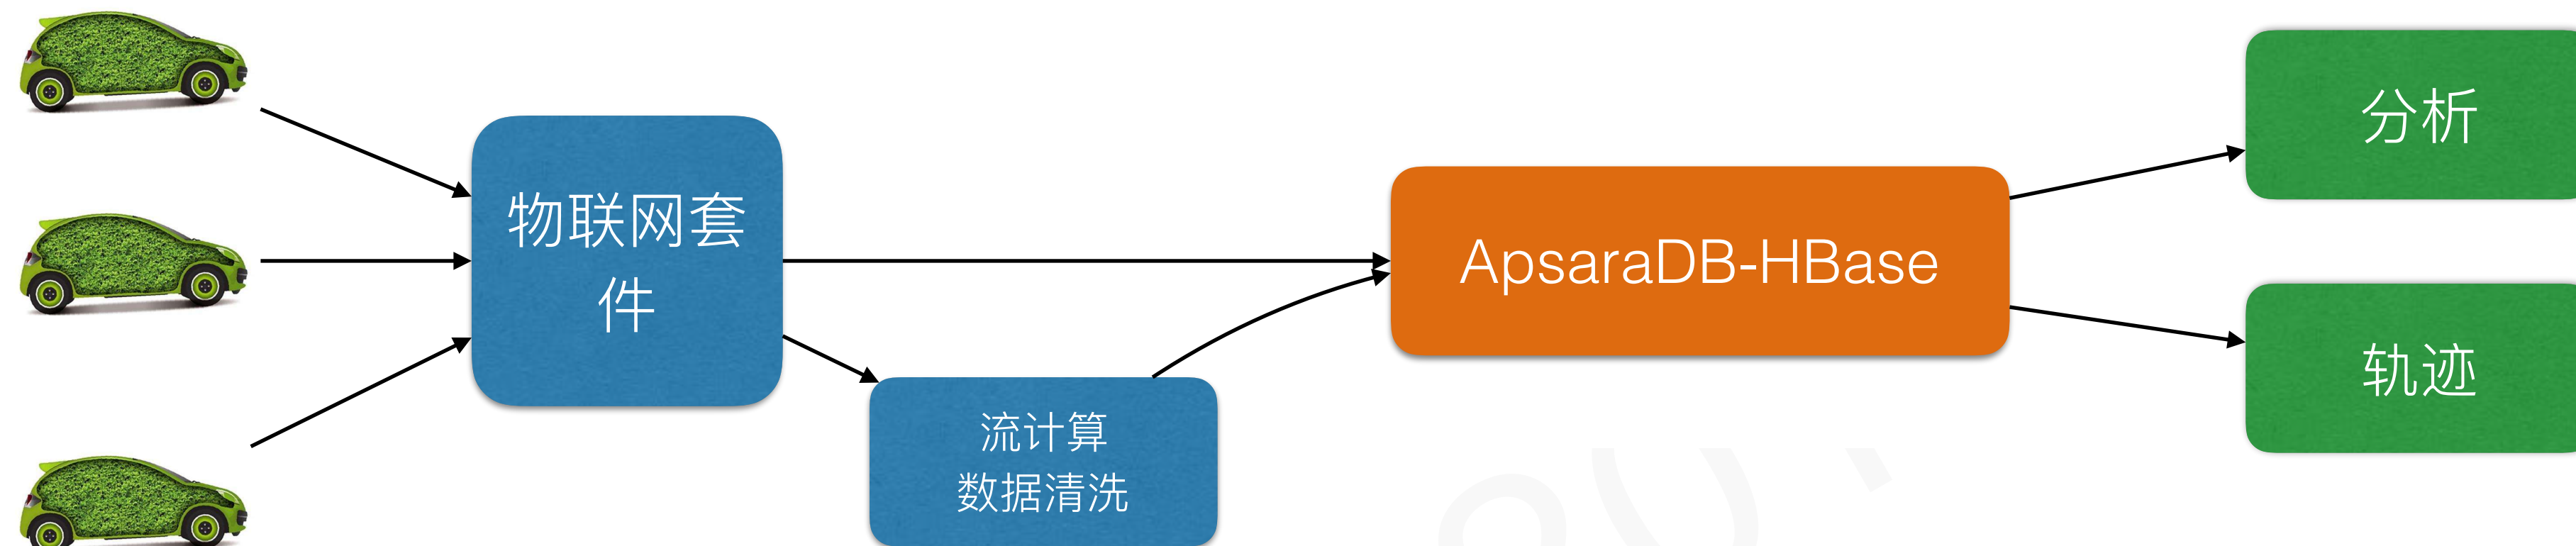 物联网套
件
流计算
数据清洗
ApsaraDB-HBase
分析
轨迹